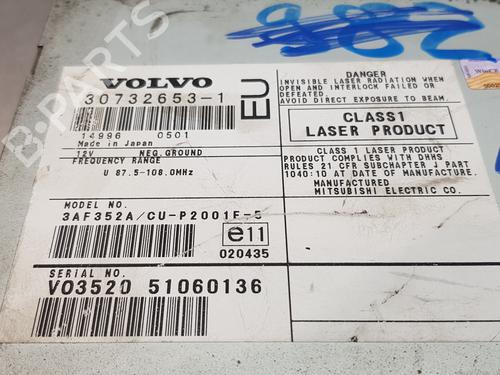 VOLVO
30732653-1
EU
14996 0501
Made in Japan
12V NEG.GROUND
FREQUENCY RANGE
U 87.5-108.0MHz
MODEL NO.
3AF352A/CU-P2001E-5
e11
020435
SERIAL NO.
VO3520 51060136
DANGER
INVISIBLE LASER RADIATION WHEN
OPEN AND INTERLOCK FAILED OR
DEFEATED
AVOID DIRECT EXPOSURE TO BEAM.
CLASS1
LASER PRODUCT
CLASS 1 LASER PRODUCT
PRODUCT COMPLIES WITH DHHS
RULES 21 CFR SUBCHAPTER J PART
1040:10 AT DATE OF MANUFACTURE.
MANUFACTURED
MITSUBISHI ELECTRIC CO.
B-PARTS